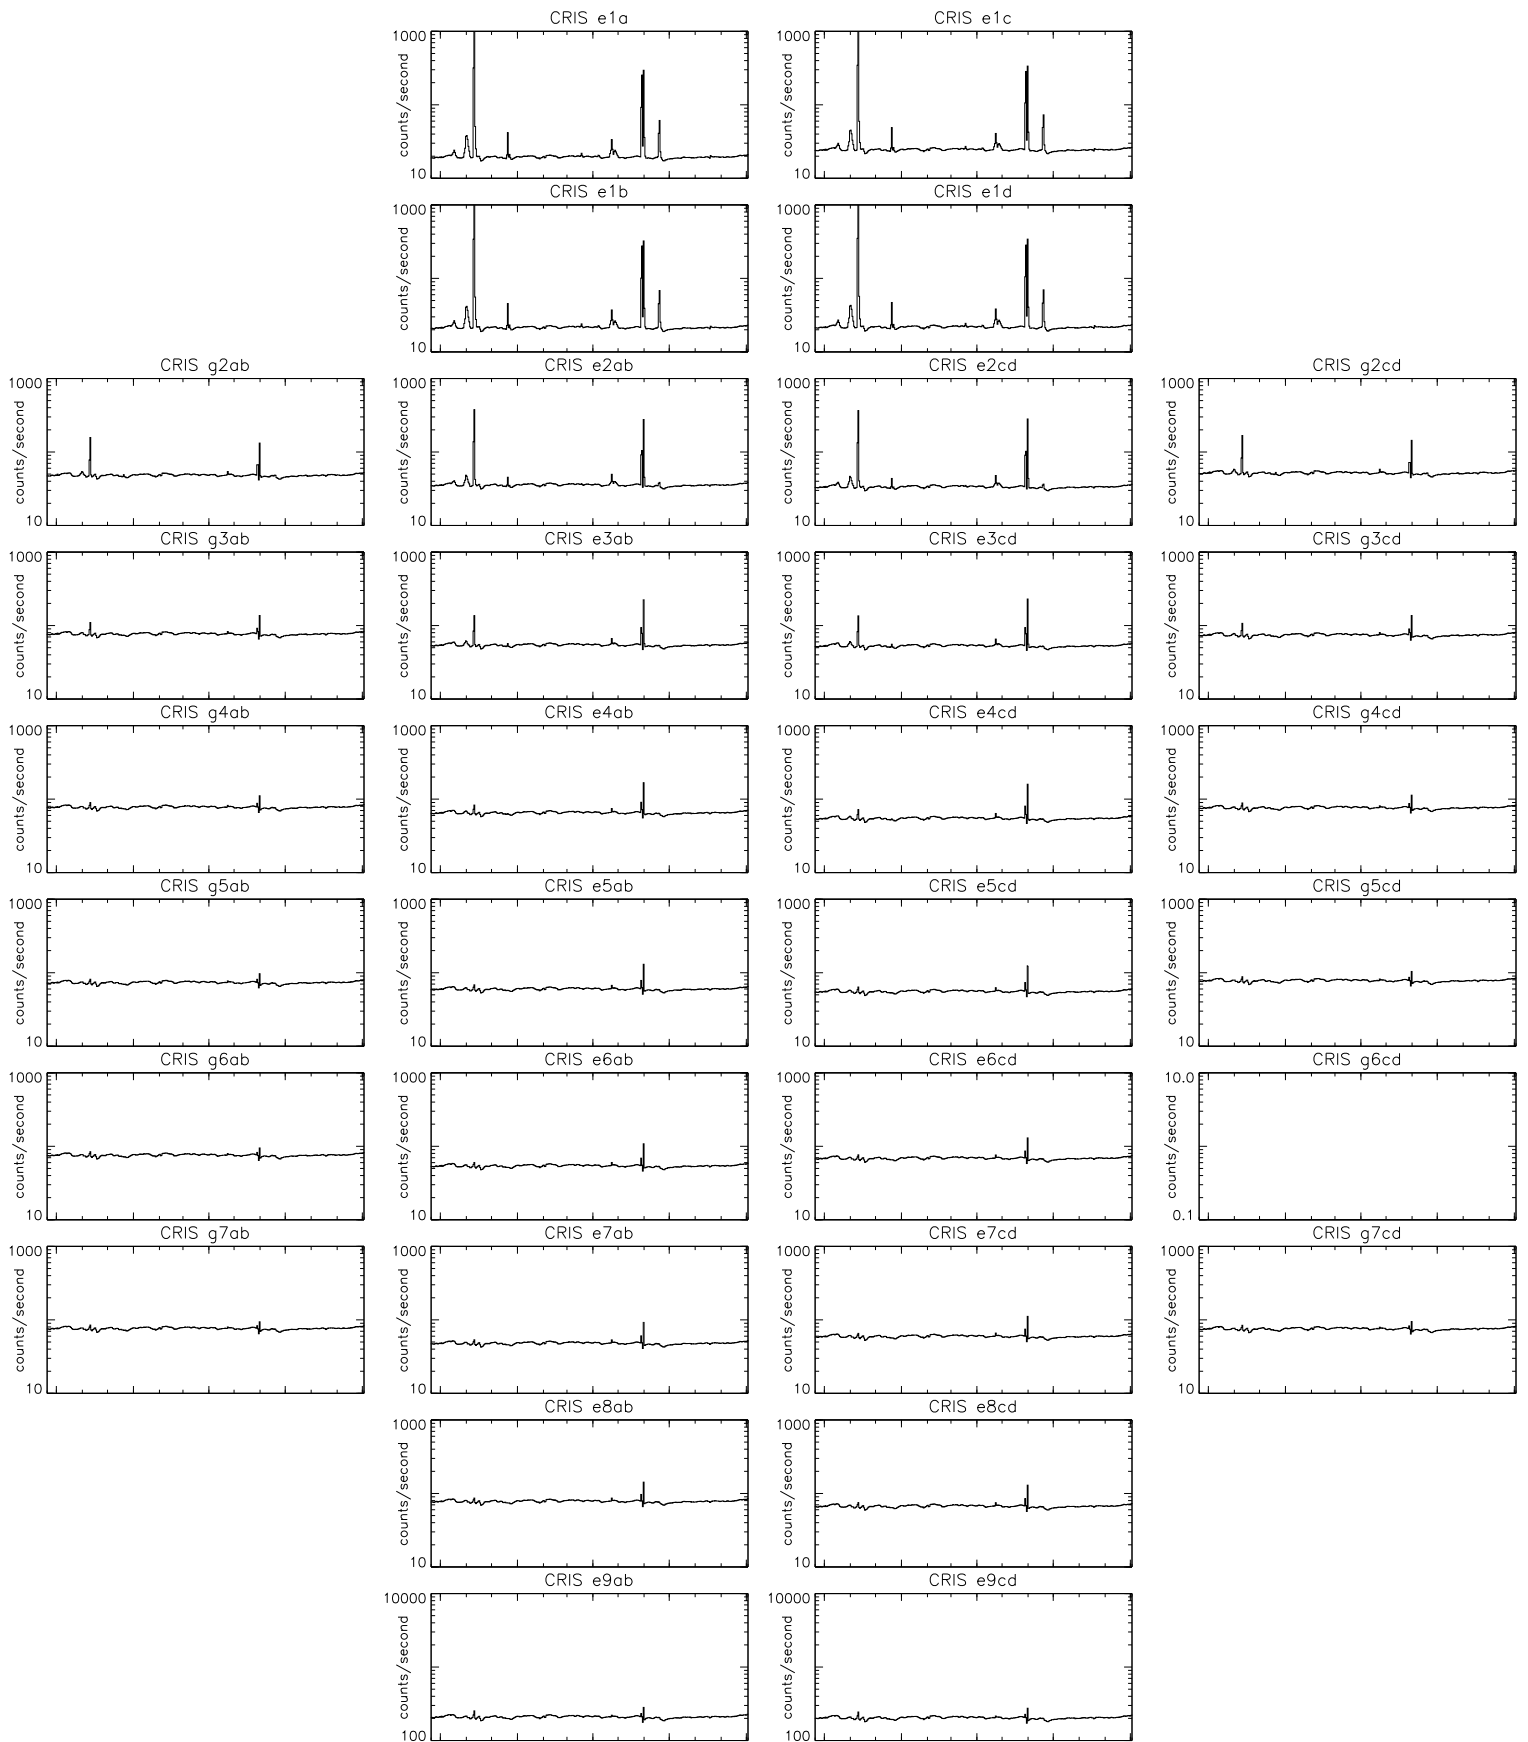 CRIS e1a
CRIS e1c
1000
counts/second
10
1000
counts/second
10
CRIS e1b
CRIS e1d
1000
counts/second
10
1000
counts/second
10
CRIS g2ab
CRIS e2ab
CRIS e2cd
CRIS g2cd
1000
counts/second
10
1000
counts/second
10
1000
counts/second
10
1000
counts/second
10
CRIS g3ab
CRIS e3ab
CRIS e3cd
CRIS g3cd
1000
counts/second
10
1000
counts/second
10
1000
counts/second
10
1000
counts/second
10
CRIS g4ab
CRIS e4ab
CRIS e4cd
CRIS g4cd
1000
counts/second
10
1000
counts/second
10
1000
counts/second
10
1000
counts/second
10
CRIS g5ab
CRIS e5ab
CRIS e5cd
CRIS g5cd
1000
counts/second
10
1000
counts/second
10
1000
counts/second
10
1000
counts/second
10
CRIS g6ab
CRIS e6ab
CRIS e6cd
CRIS g6cd
1000
counts/second
10
1000
counts/second
10
1000
counts/second
10
10.0
counts/second
0.1
CRIS g7ab
CRIS e7ab
CRIS e7cd
CRIS g7cd
1000
counts/second
10
1000
counts/second
10
1000
counts/second
10
1000
counts/second
10
CRIS e8ab
CRIS e8cd
1000
counts/second
10
1000
counts/second
10
CRIS e9ab
CRIS e9cd
10000
counts/second
100
10000
counts/second
100